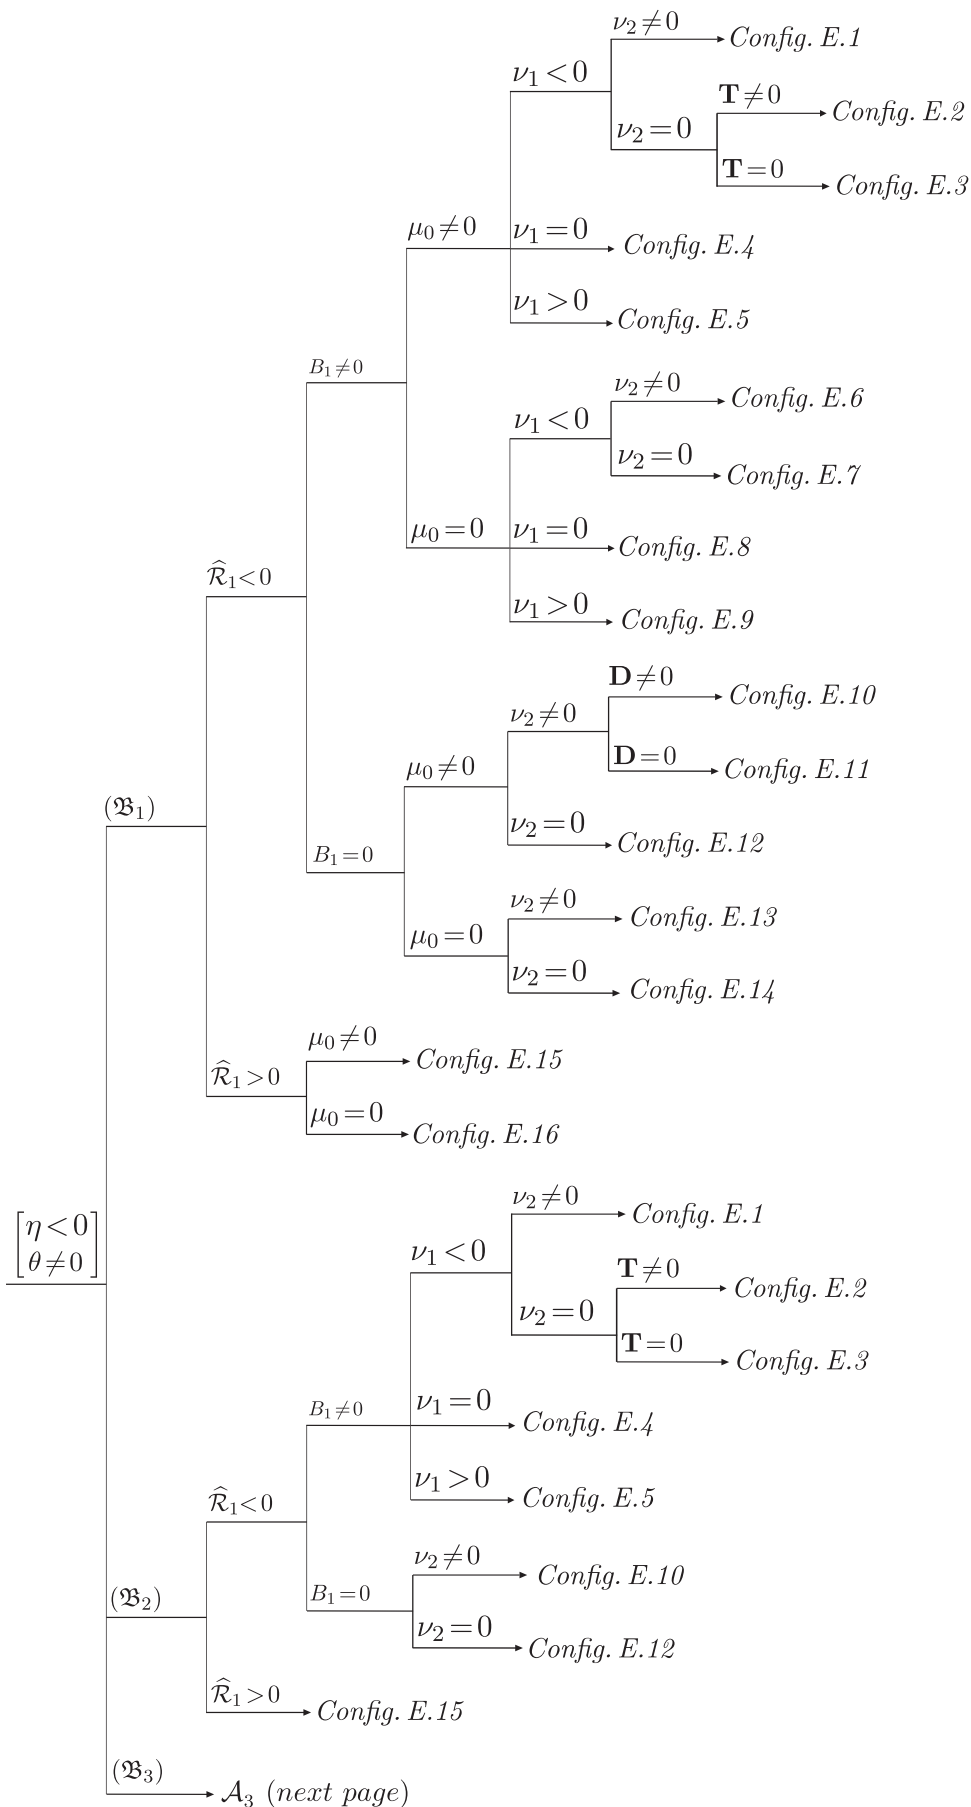 ν₂≠0
Config. E.1
ν₁<0
T≠0
Config. E.2
ν₂=0
T=0
Config. E.3
μ₀≠0
ν₁=0
Config. E.4
ν₁>0
Config. E.5
B₁≠0
ν₂≠0
Config. E.6
ν₁<0
ν₂=0
Config. E.7
μ₀=0
ν₁=0
Config. E.8
R̂₁<0
ν₁>0
Config. E.9
D≠0
Config. E.10
ν₂≠0
D=0
Config. E.11
μ₀≠0
(𝔅₁)
ν₂=0
Config. E.12
B₁=0
ν₂≠0
Config. E.13
μ₀=0
ν₂=0
Config. E.14
μ₀≠0
Config. E.15
R̂₁>0
μ₀=0
Config. E.16
ν₂≠0
Config. E.1
[η<0
θ≠0]
ν₁<0
T≠0
Config. E.2
ν₂=0
T=0
Config. E.3
B₁≠0
ν₁=0
Config. E.4
ν₁>0
Config. E.5
R̂₁<0
ν₂≠0
Config. E.10
(𝔅₂)
B₁=0
ν₂=0
Config. E.12
R̂₁>0
Config. E.15
(𝔅₃)
𝒜₃ (next page)